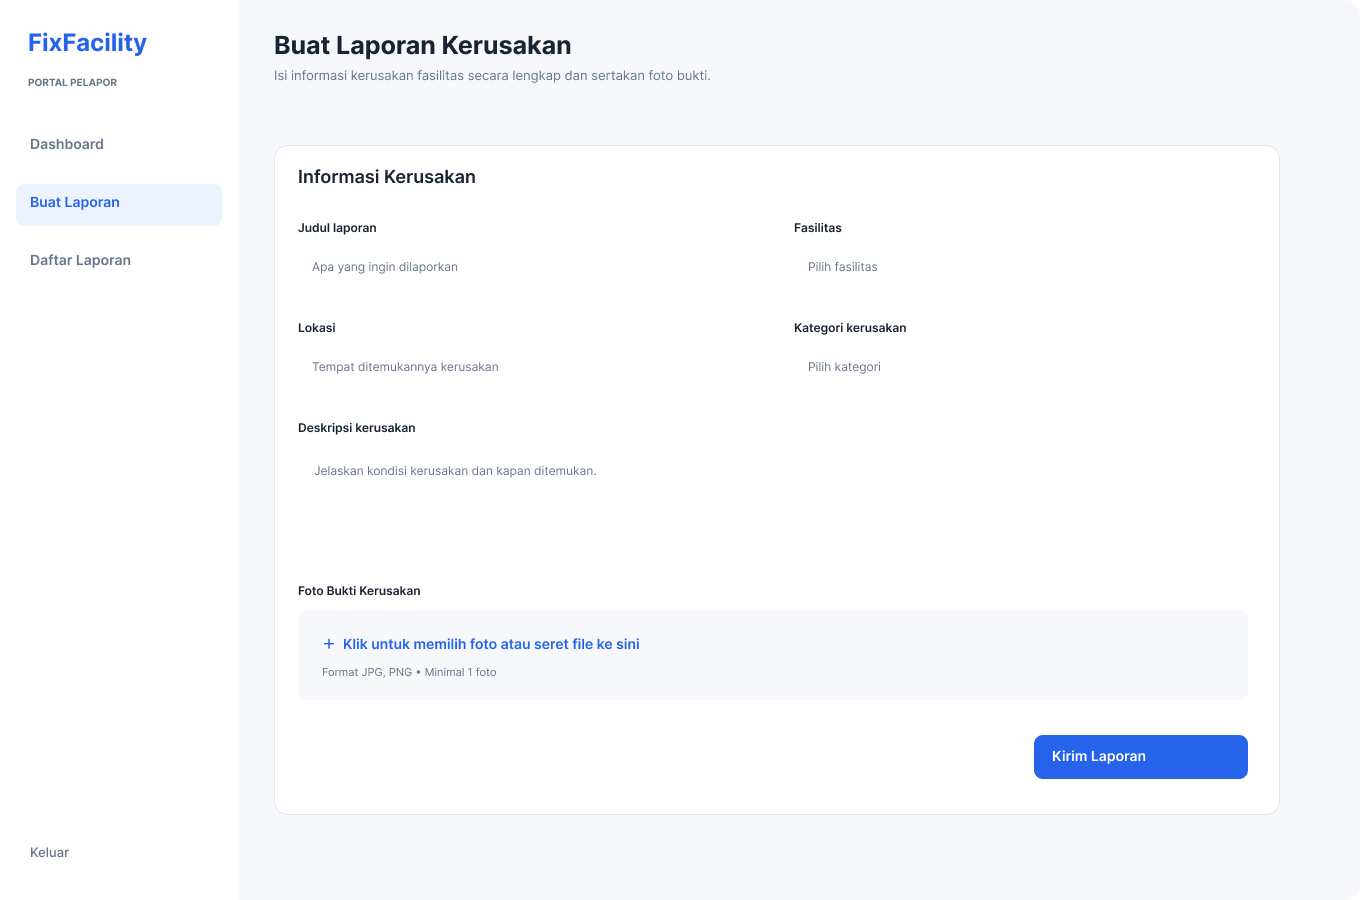 FixFacility
PORTAL PELAPOR
Dashboard
Buat Laporan
Daftar Laporan
Keluar
Buat Laporan Kerusakan
Isi informasi kerusakan fasilitas secara lengkap dan sertakan foto bukti.
Informasi Kerusakan
Judul laporan
Apa yang ingin dilaporkan
Fasilitas
Pilih fasilitas
Lokasi
Tempat ditemukannya kerusakan
Kategori kerusakan
Pilih kategori
Deskripsi kerusakan
Jelaskan kondisi kerusakan dan kapan ditemukan.
Foto Bukti Kerusakan
+ Klik untuk memilih foto atau seret file ke sini
Format JPG, PNG • Minimal 1 foto
Kirim Laporan